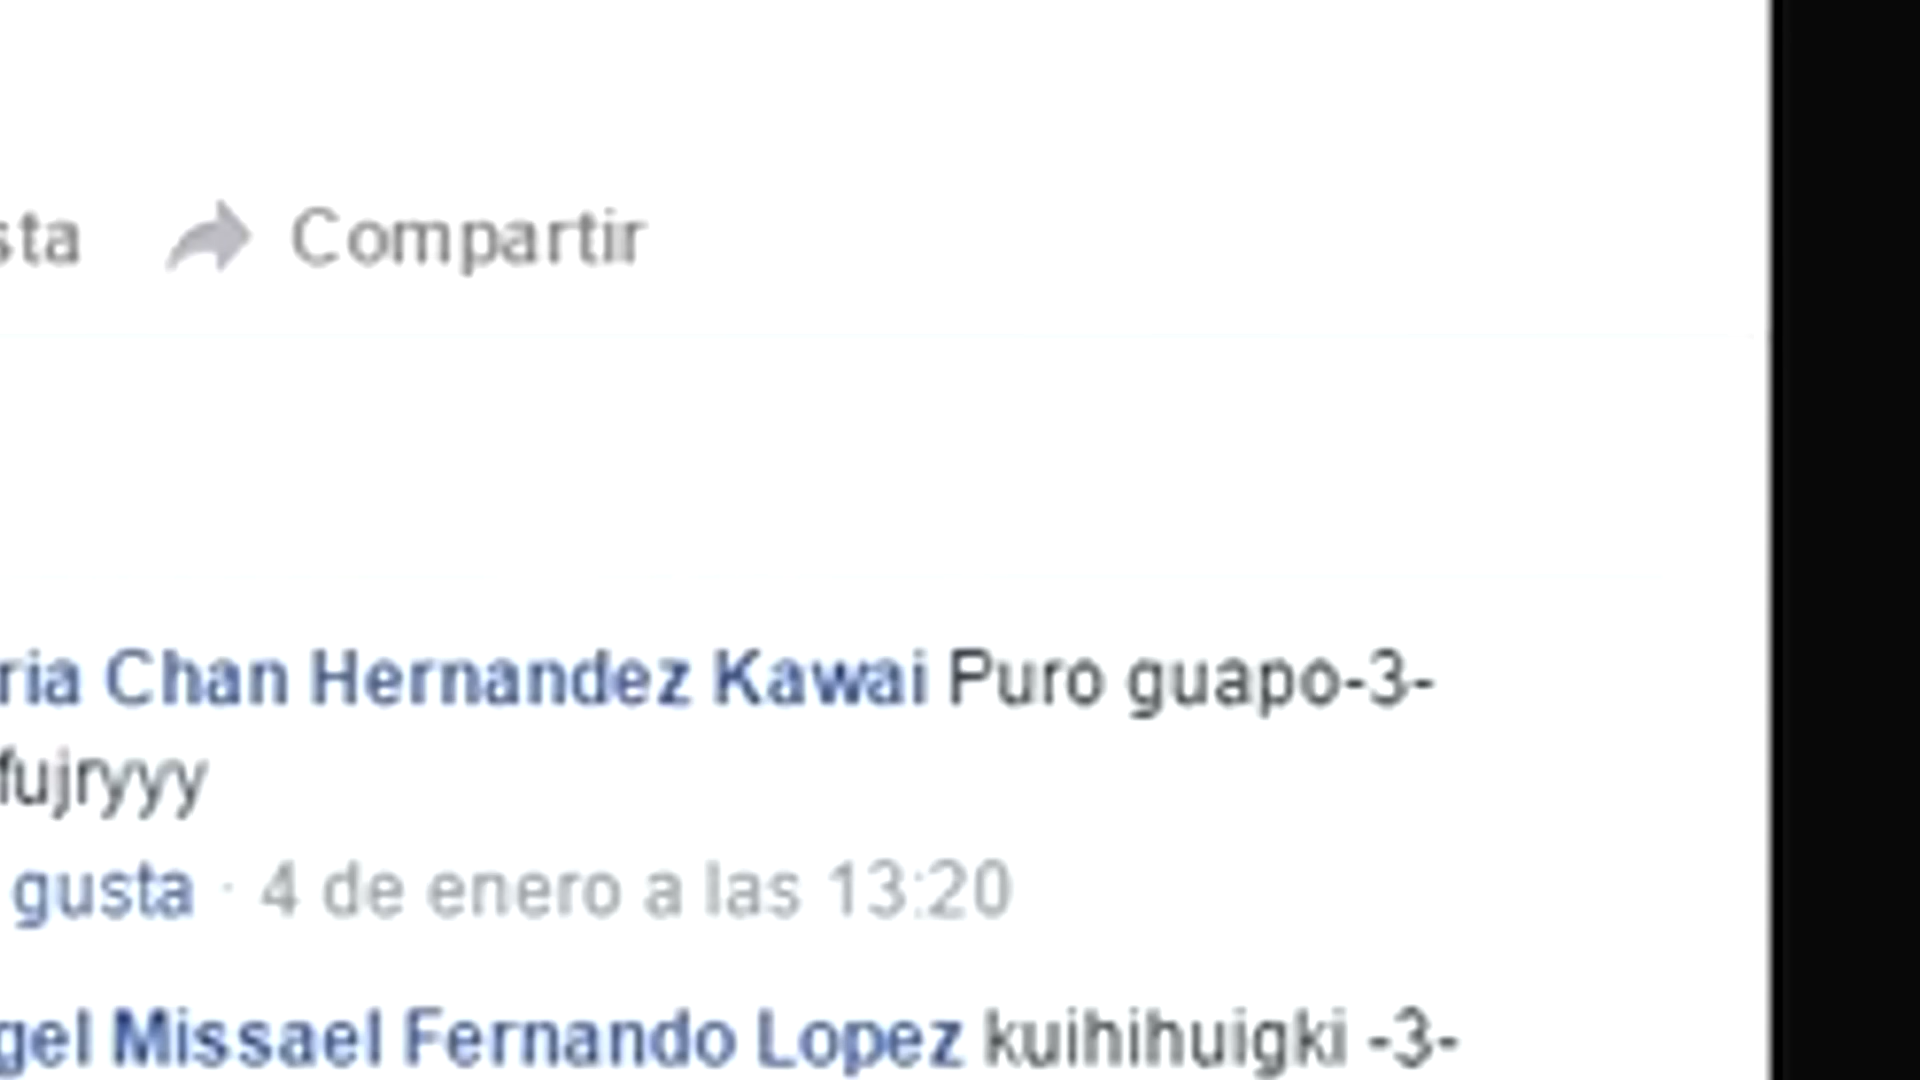 sta Compartir
ria Chan Hernandez Kawai Puro guapo-3-
fujryyy
gusta · 4 de enero a las 13:20
gel Missael Fernando Lopez kuihihuigki -3-